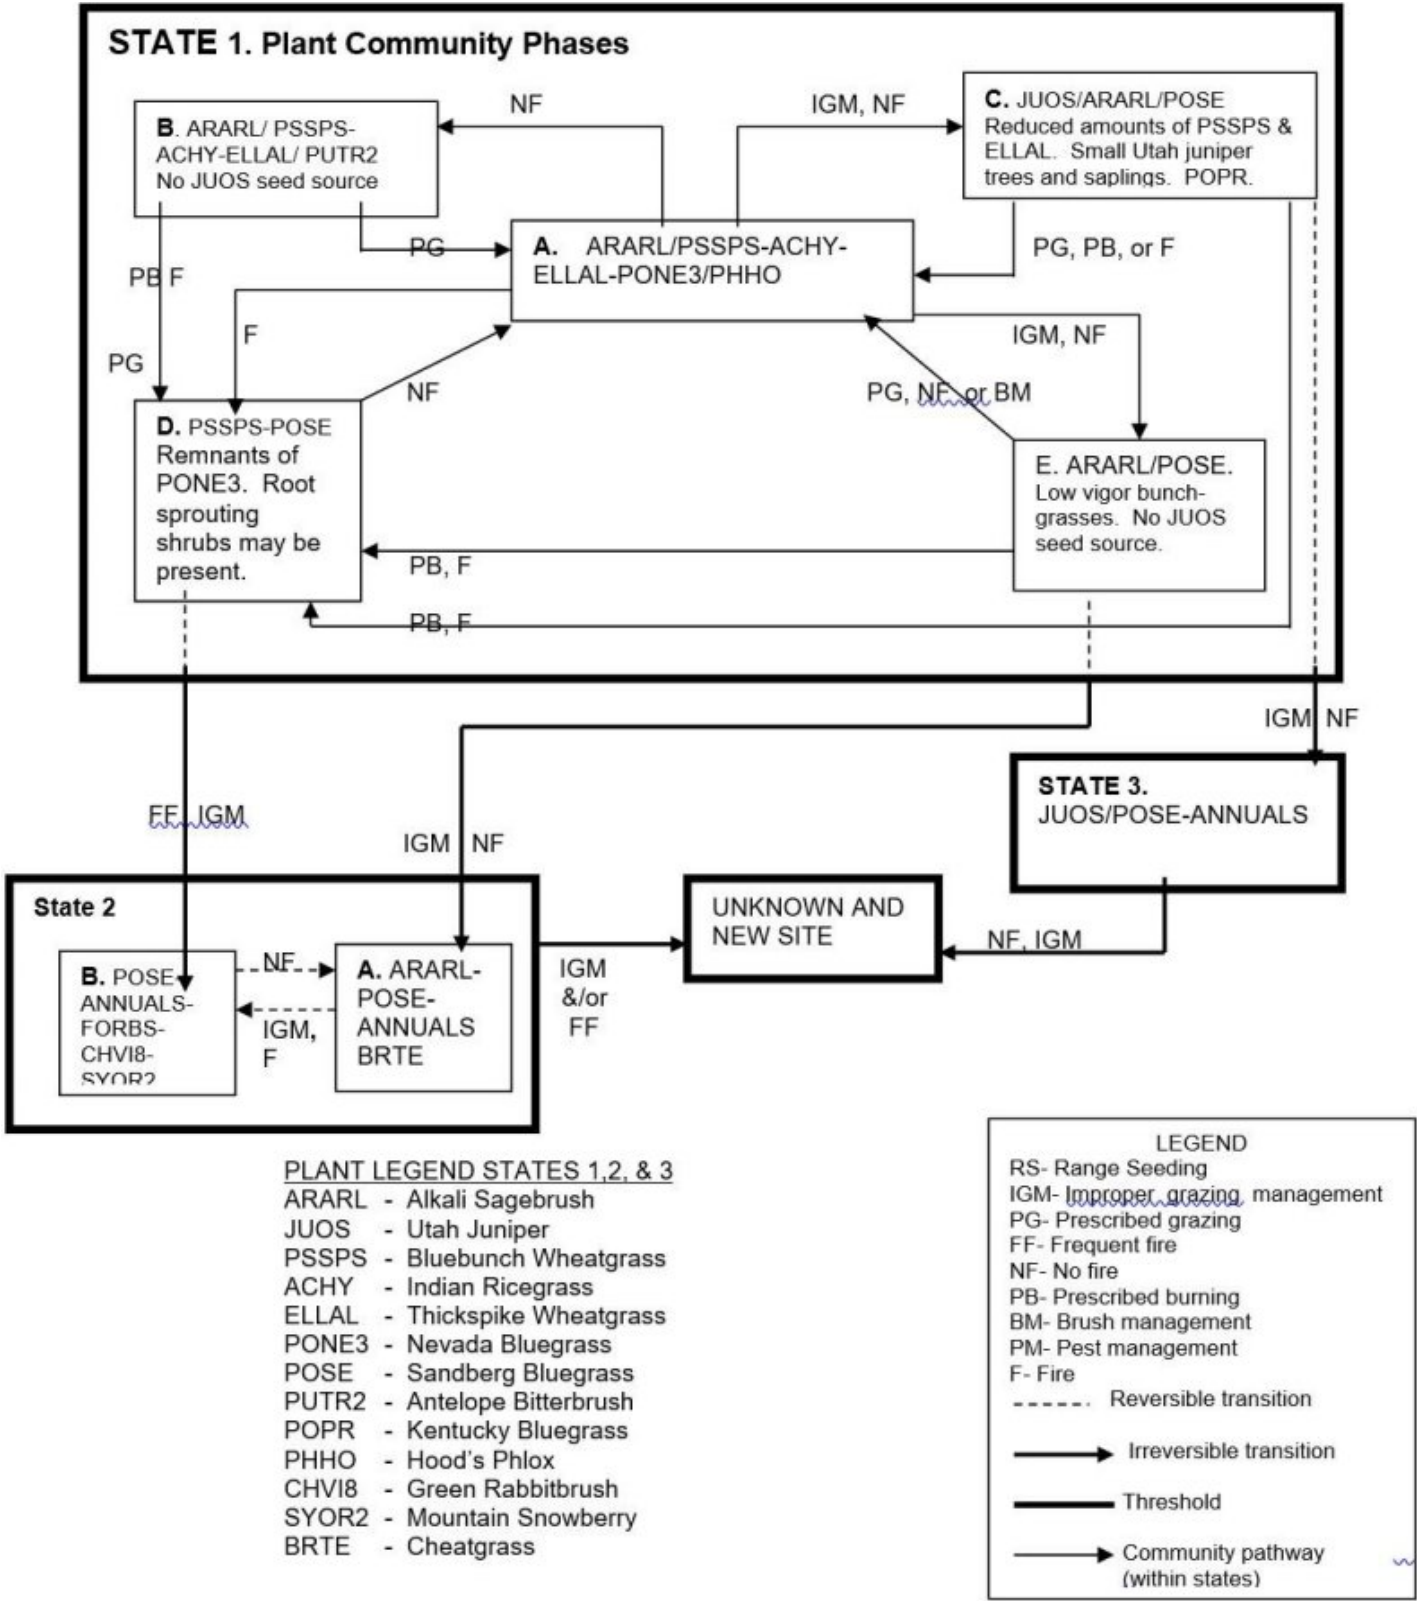 STATE 1. Plant Community Phases
B. ARARL/ PSSPS-
ACHY-ELLAL/ PUTR2
No JUOS seed source
NF
IGM, NF
C. JUOS/ARARL/POSE
Reduced amounts of PSSPS &
ELLAL. Small Utah juniper
trees and saplings. POPR.
PG
A. ARARL/PSSPS-ACHY-
ELLAL-PONE3/PHHO
PG, PB, or F
PB F
F
PG
NF
IGM, NF
PG, NF or BM
D. PSSPS-POSE
Remnants of
PONE3. Root
sprouting
shrubs may be
present.
E. ARARL/POSE.
Low vigor bunch-
grasses. No JUOS
seed source.
PB, F
PB, F
IGM NF
STATE 3.
JUOS/POSE-ANNUALS
FF IGM
IGM NF
State 2
B. POSE-
ANNUALS-
FORBS-
CHVI8-
SYOR2
NF
IGM,
F
A. ARARL-
POSE-
ANNUALS
BRTE
IGM
&/or
FF
UNKNOWN AND
NEW SITE
NF, IGM
PLANT LEGEND STATES 1,2, & 3
ARARL - Alkali Sagebrush
JUOS - Utah Juniper
PSSPS - Bluebunch Wheatgrass
ACHY - Indian Ricegrass
ELLAL - Thickspike Wheatgrass
PONE3 - Nevada Bluegrass
POSE - Sandberg Bluegrass
PUTR2 - Antelope Bitterbrush
POPR - Kentucky Bluegrass
PHHO - Hood's Phlox
CHVI8 - Green Rabbitbrush
SYOR2 - Mountain Snowberry
BRTE - Cheatgrass
LEGEND
RS- Range Seeding
IGM- Improper grazing management
PG- Prescribed grazing
FF- Frequent fire
NF- No fire
PB- Prescribed burning
BM- Brush management
PM- Pest management
F- Fire
Reversible transition
Irreversible transition
Threshold
Community pathway
(within states)